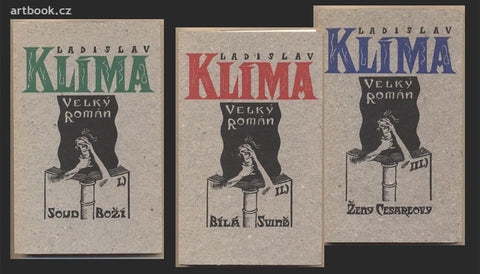 artbook.cz
LADISLAV
KLÍMA
VELKÝ
ROMÁN
I)
SOUD BOŽÍ
LADISLAV
KLÍMA
VELKÝ
ROMÁN
II)
BÍLÁ SVINĚ
LADISLAV
KLÍMA
VELKÝ
ROMÁN
III)
ŽENY CÉSAREOVY